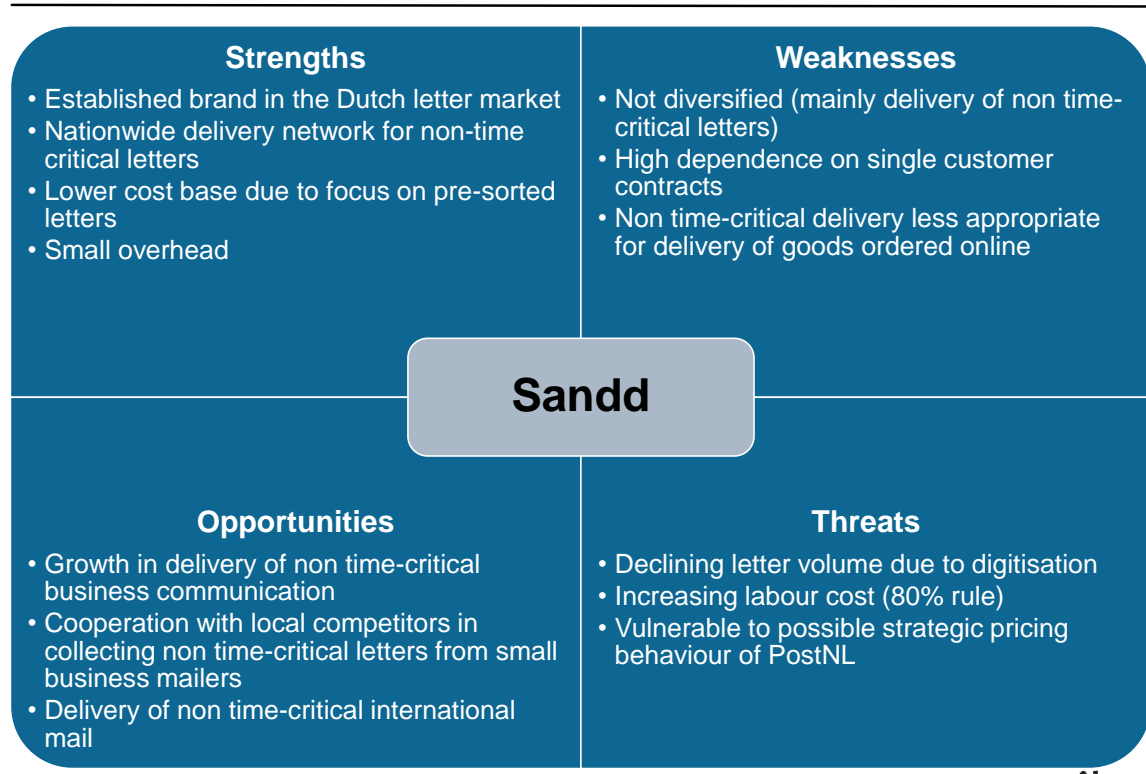 Strengths
• Established brand in the Dutch letter market
• Nationwide delivery network for non-time
critical letters
• Lower cost base due to focus on pre-sorted
letters
• Small overhead
Weaknesses
• Not diversified (mainly delivery of non time-
critical letters)
• High dependence on single customer
contracts
• Non time-critical delivery less appropriate
for delivery of goods ordered online
Sandd
Opportunities
• Growth in delivery of non time-critical
business communication
• Cooperation with local competitors in
collecting non time-critical letters from small
business mailers
• Delivery of non time-critical international
mail
Threats
• Declining letter volume due to digitisation
• Increasing labour cost (80% rule)
• Vulnerable to possible strategic pricing
behaviour of PostNL